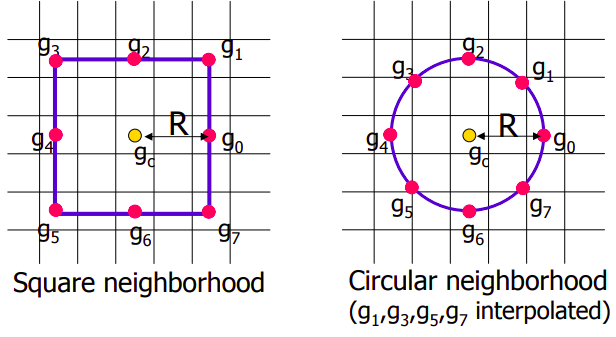 g3 g2 g1
g4 gc R g0
g5 g6 g7
Square neighborhood
g3 g2 g1
g4 gc R g0
g5 g6 g7
Circular neighborhood
(g1,g3,g5,g7 interpolated)